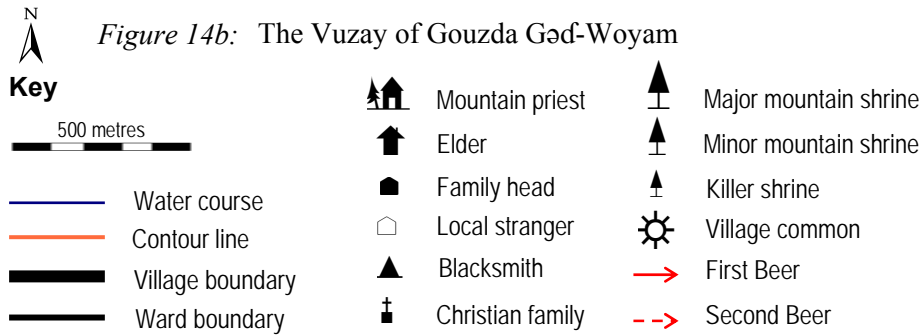 N
Figure 14b: The Vuzay of Gouzda Gəd-Woyam
Key
500 metres
Water course
Contour line
Village boundary
Ward boundary
Mountain priest
Elder
Family head
Local stranger
Blacksmith
Christian family
Major mountain shrine
Minor mountain shrine
Killer shrine
Village common
First Beer
Second Beer